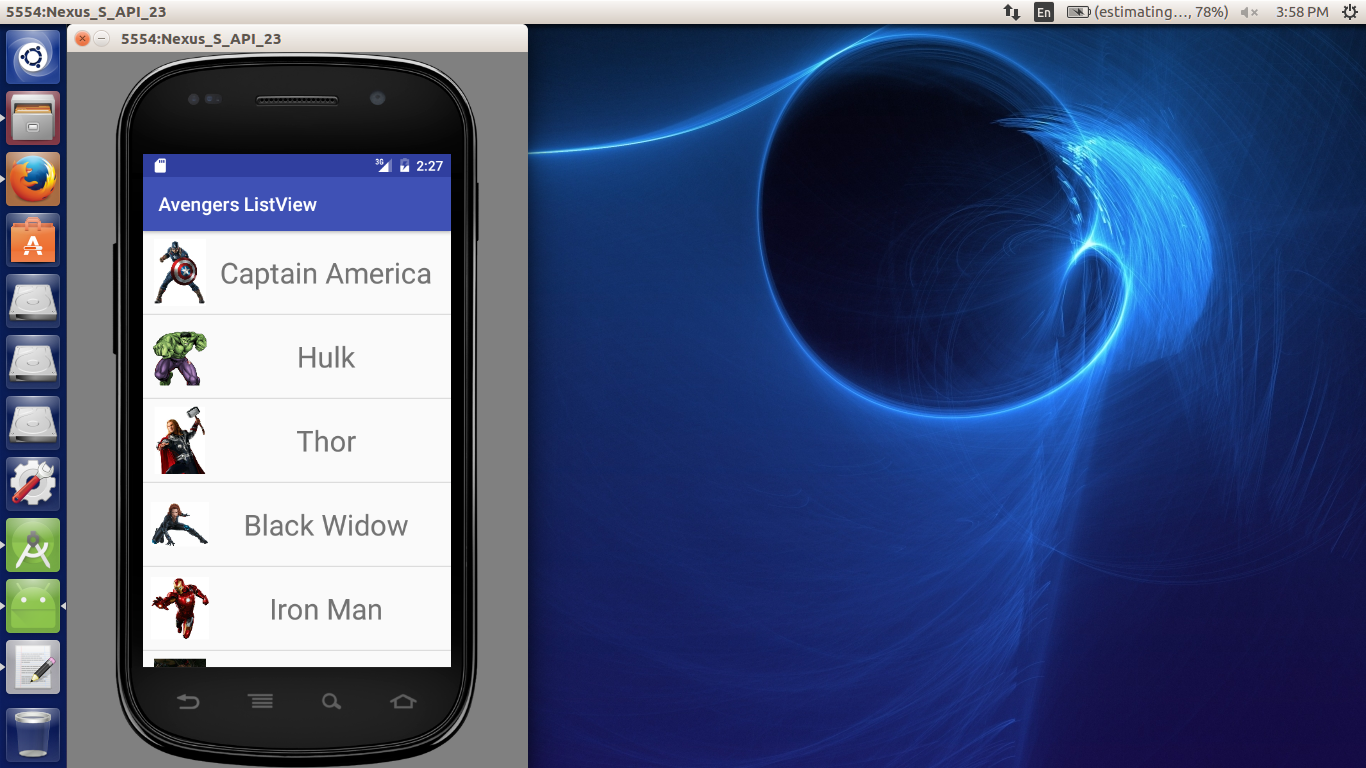 5554:Nexus_S_API_23
En
(estimating..., 78%)
3:58 PM
5554:Nexus_S_API_23
3G
2:27
Avengers ListView
Captain America
Hulk
Thor
Black Widow
Iron Man